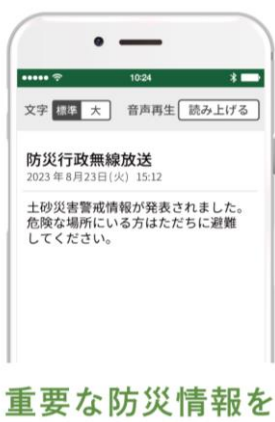 10:24
文字 標準 大 音声再生 読み上げる
防災行政無線放送
2023年8月23日(火) 15:12
土砂災害警戒情報が発表されました。
危険な場所にいる方はただちに避難
してください。
重要な防災情報を